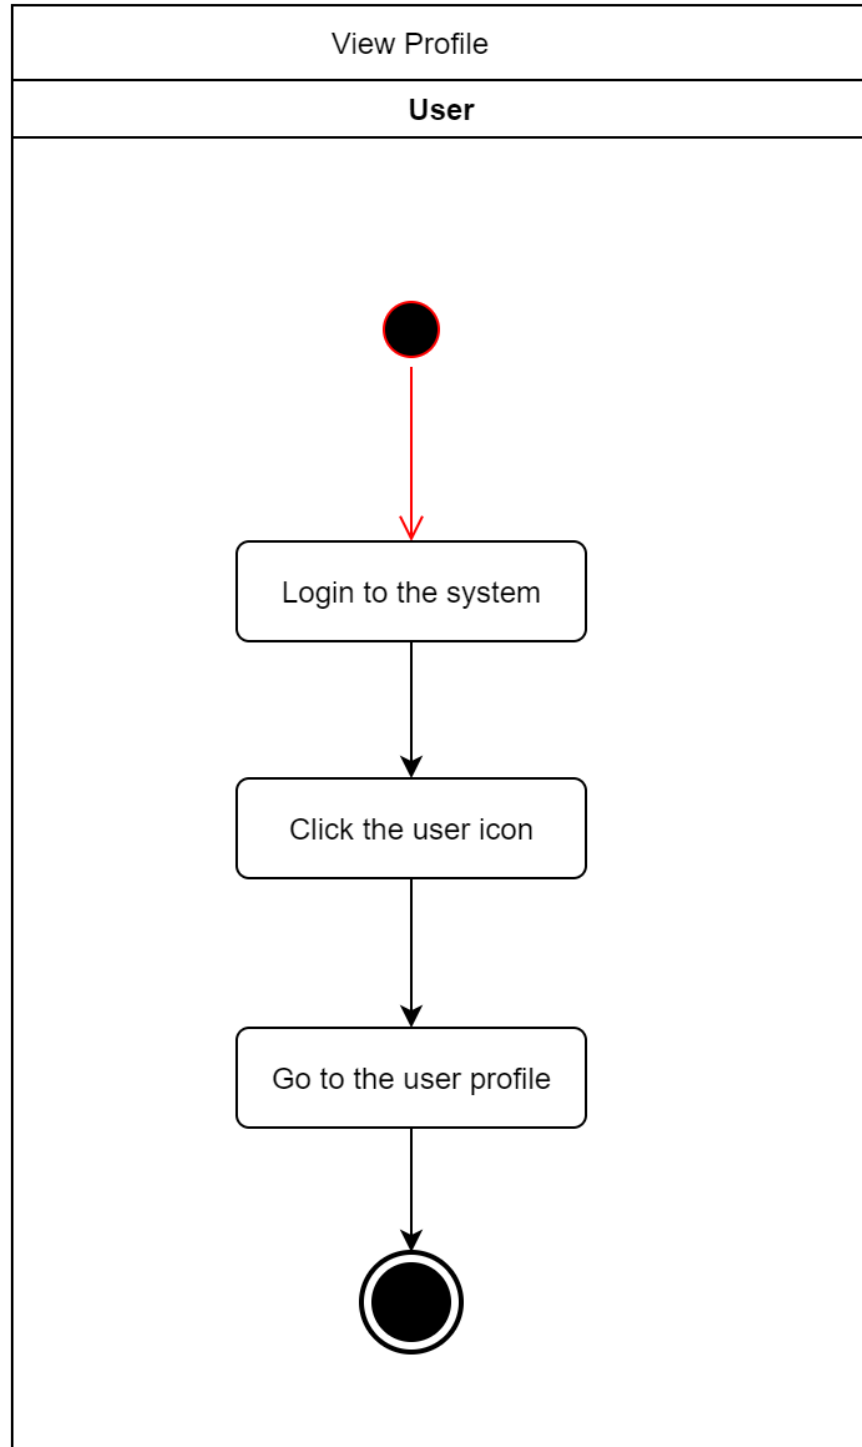 View Profile
User
Login to the system
Click the user icon
Go to the user profile